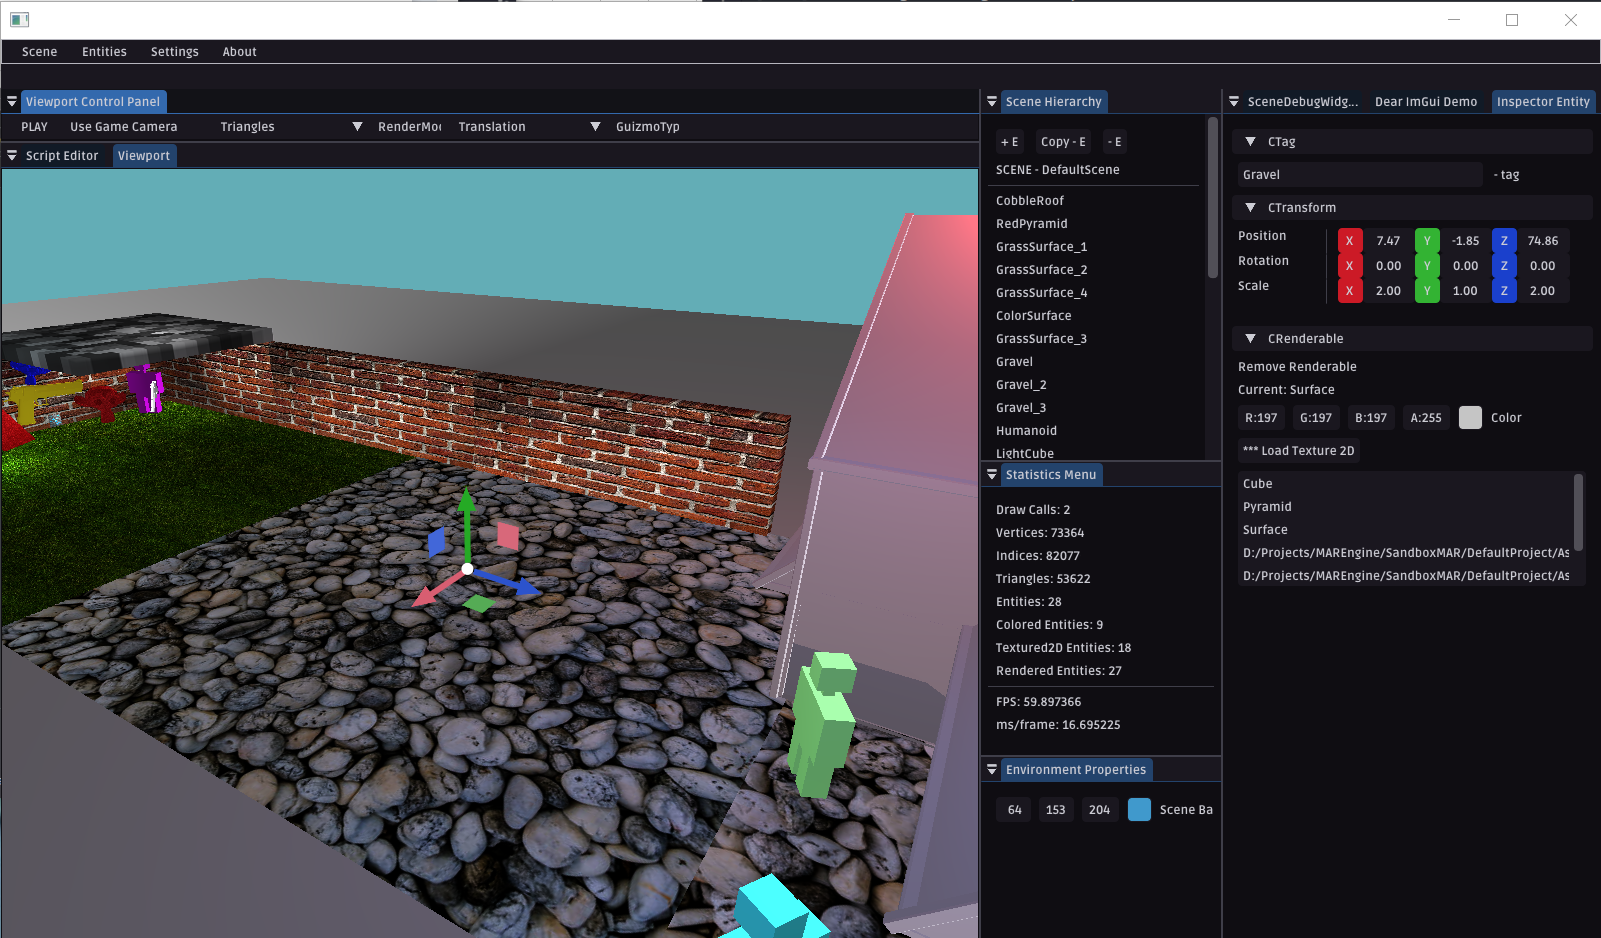 Scene Entities Settings About
Viewport Control Panel
PLAY Use Game Camera Triangles RenderMo Translation GuizmoTyp
Script Editor Viewport
Scene Hierarchy
+ E Copy - E - E
SCENE - DefaultScene
CobbleRoof
RedPyramid
GrassSurface_1
GrassSurface_2
GrassSurface_4
ColorSurface
GrassSurface_3
Gravel
Gravel_2
Gravel_3
Humanoid
LightCube
Statistics Menu
Draw Calls: 2
Vertices: 73364
Indices: 82077
Triangles: 53622
Entities: 28
Colored Entities: 9
Textured2D Entities: 18
Rendered Entities: 27
FPS: 59.897366
ms/frame: 16.695225
Environment Properties
64 153 204 Scene Ba
SceneDebugWidg... Dear ImGui Demo Inspector Entity
CTag
Gravel - tag
CTransform
Position X 7.47 Y -1.85 Z 74.86
Rotation X 0.00 Y 0.00 Z 0.00
Scale X 2.00 Y 1.00 Z 2.00
CRenderable
Remove Renderable
Current: Surface
R:197 G:197 B:197 A:255 Color
*** Load Texture 2D
Cube
Pyramid
Surface
D:/Projects/MAREngine/SandboxMAR/DefaultProject/As
D:/Projects/MAREngine/SandboxMAR/DefaultProject/As